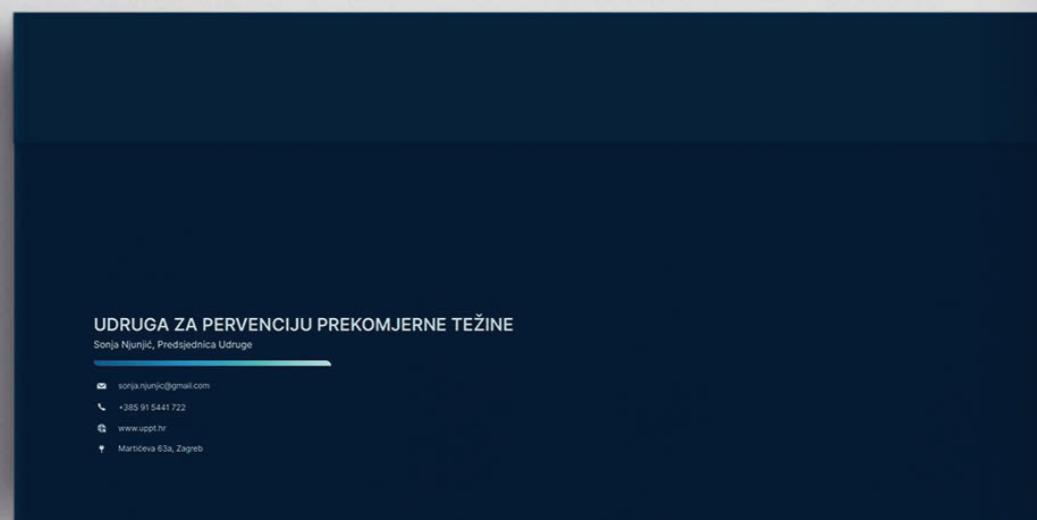 UDRUGA ZA PERVENCIJU PREKOMJERNE TEŽINE
Sonja Njunjić, Predsjednica Udruge
sonja.njunjic@gmail.com
+385 91 5441 722
www.uppt.hr
Martićeva 63a, Zagreb